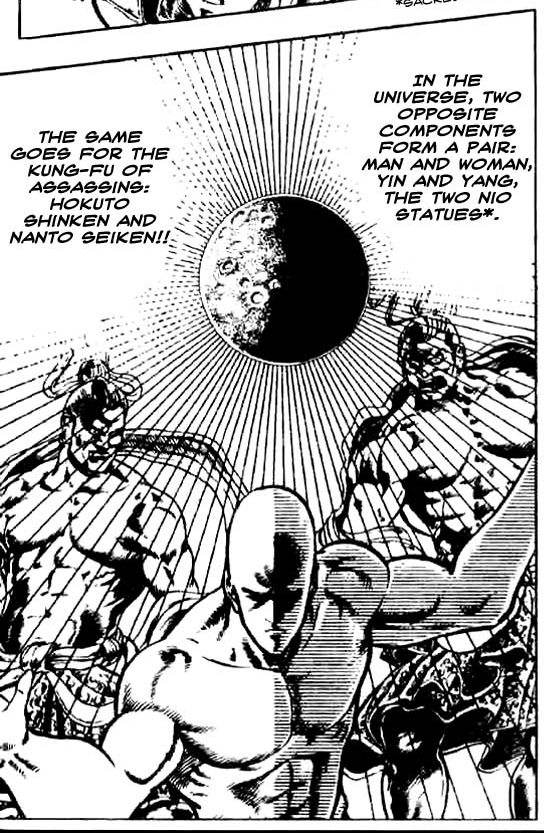 IN THE
UNIVERSE, TWO
OPPOSITE
COMPONENTS
FORM A PAIR:
MAN AND WOMAN,
YIN AND YANG,
THE TWO NIO
STATUES*.
THE SAME
GOES FOR THE
KUNG-FU OF
ASSASSINS:
HOKUTO
SHINKEN AND
NANTO SEIKEN!!